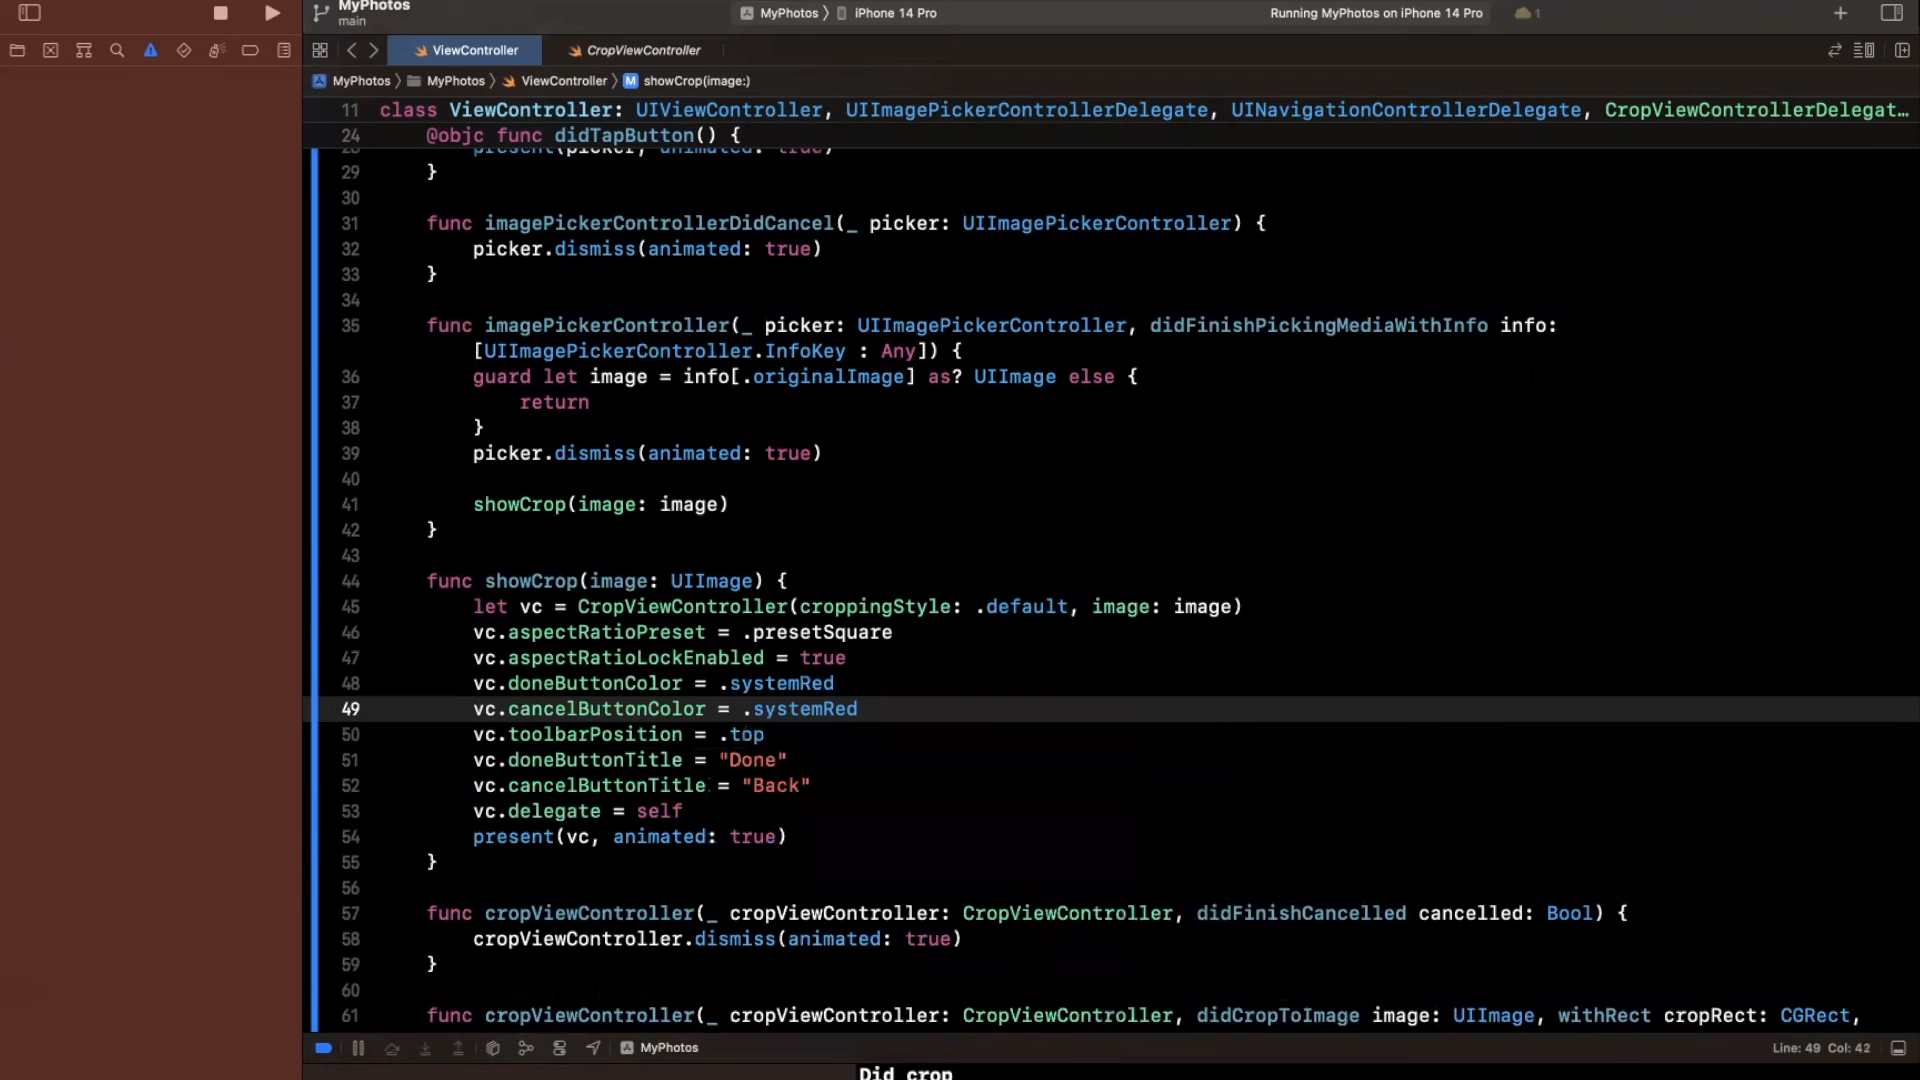 MyPhotos
main
MyPhotos 〉 iPhone 14 Pro
Running MyPhotos on iPhone 14 Pro
1
ViewController
CropViewController
MyPhotos 〉 MyPhotos 〉 ViewController 〉 M showCrop(image:)
11 class ViewController: UIViewController, UIImagePickerControllerDelegate, UINavigationControllerDelegate, CropViewControllerDelegat…
24 @objc func didTapButton() {
28 present(picker, animated: true)
29 }
30
31 func imagePickerControllerDidCancel(_ picker: UIImagePickerController) {
32 picker.dismiss(animated: true)
33 }
34
35 func imagePickerController(_ picker: UIImagePickerController, didFinishPickingMediaWithInfo info:
[UIImagePickerController.InfoKey : Any]) {
36 guard let image = info[.originalImage] as? UIImage else {
37 return
38 }
39 picker.dismiss(animated: true)
40
41 showCrop(image: image)
42 }
43
44 func showCrop(image: UIImage) {
45 let vc = CropViewController(croppingStyle: .default, image: image)
46 vc.aspectRatioPreset = .presetSquare
47 vc.aspectRatioLockEnabled = true
48 vc.doneButtonColor = .systemRed
49 vc.cancelButtonColor = .systemRed
50 vc.toolbarPosition = .top
51 vc.doneButtonTitle = "Done"
52 vc.cancelButtonTitle = "Back"
53 vc.delegate = self
54 present(vc, animated: true)
55 }
56
57 func cropViewController(_ cropViewController: CropViewController, didFinishCancelled cancelled: Bool) {
58 cropViewController.dismiss(animated: true)
59 }
60
61 func cropViewController(_ cropViewController: CropViewController, didCropToImage image: UIImage, withRect cropRect: CGRect,
MyPhotos
Line: 49 Col: 42
Did crop